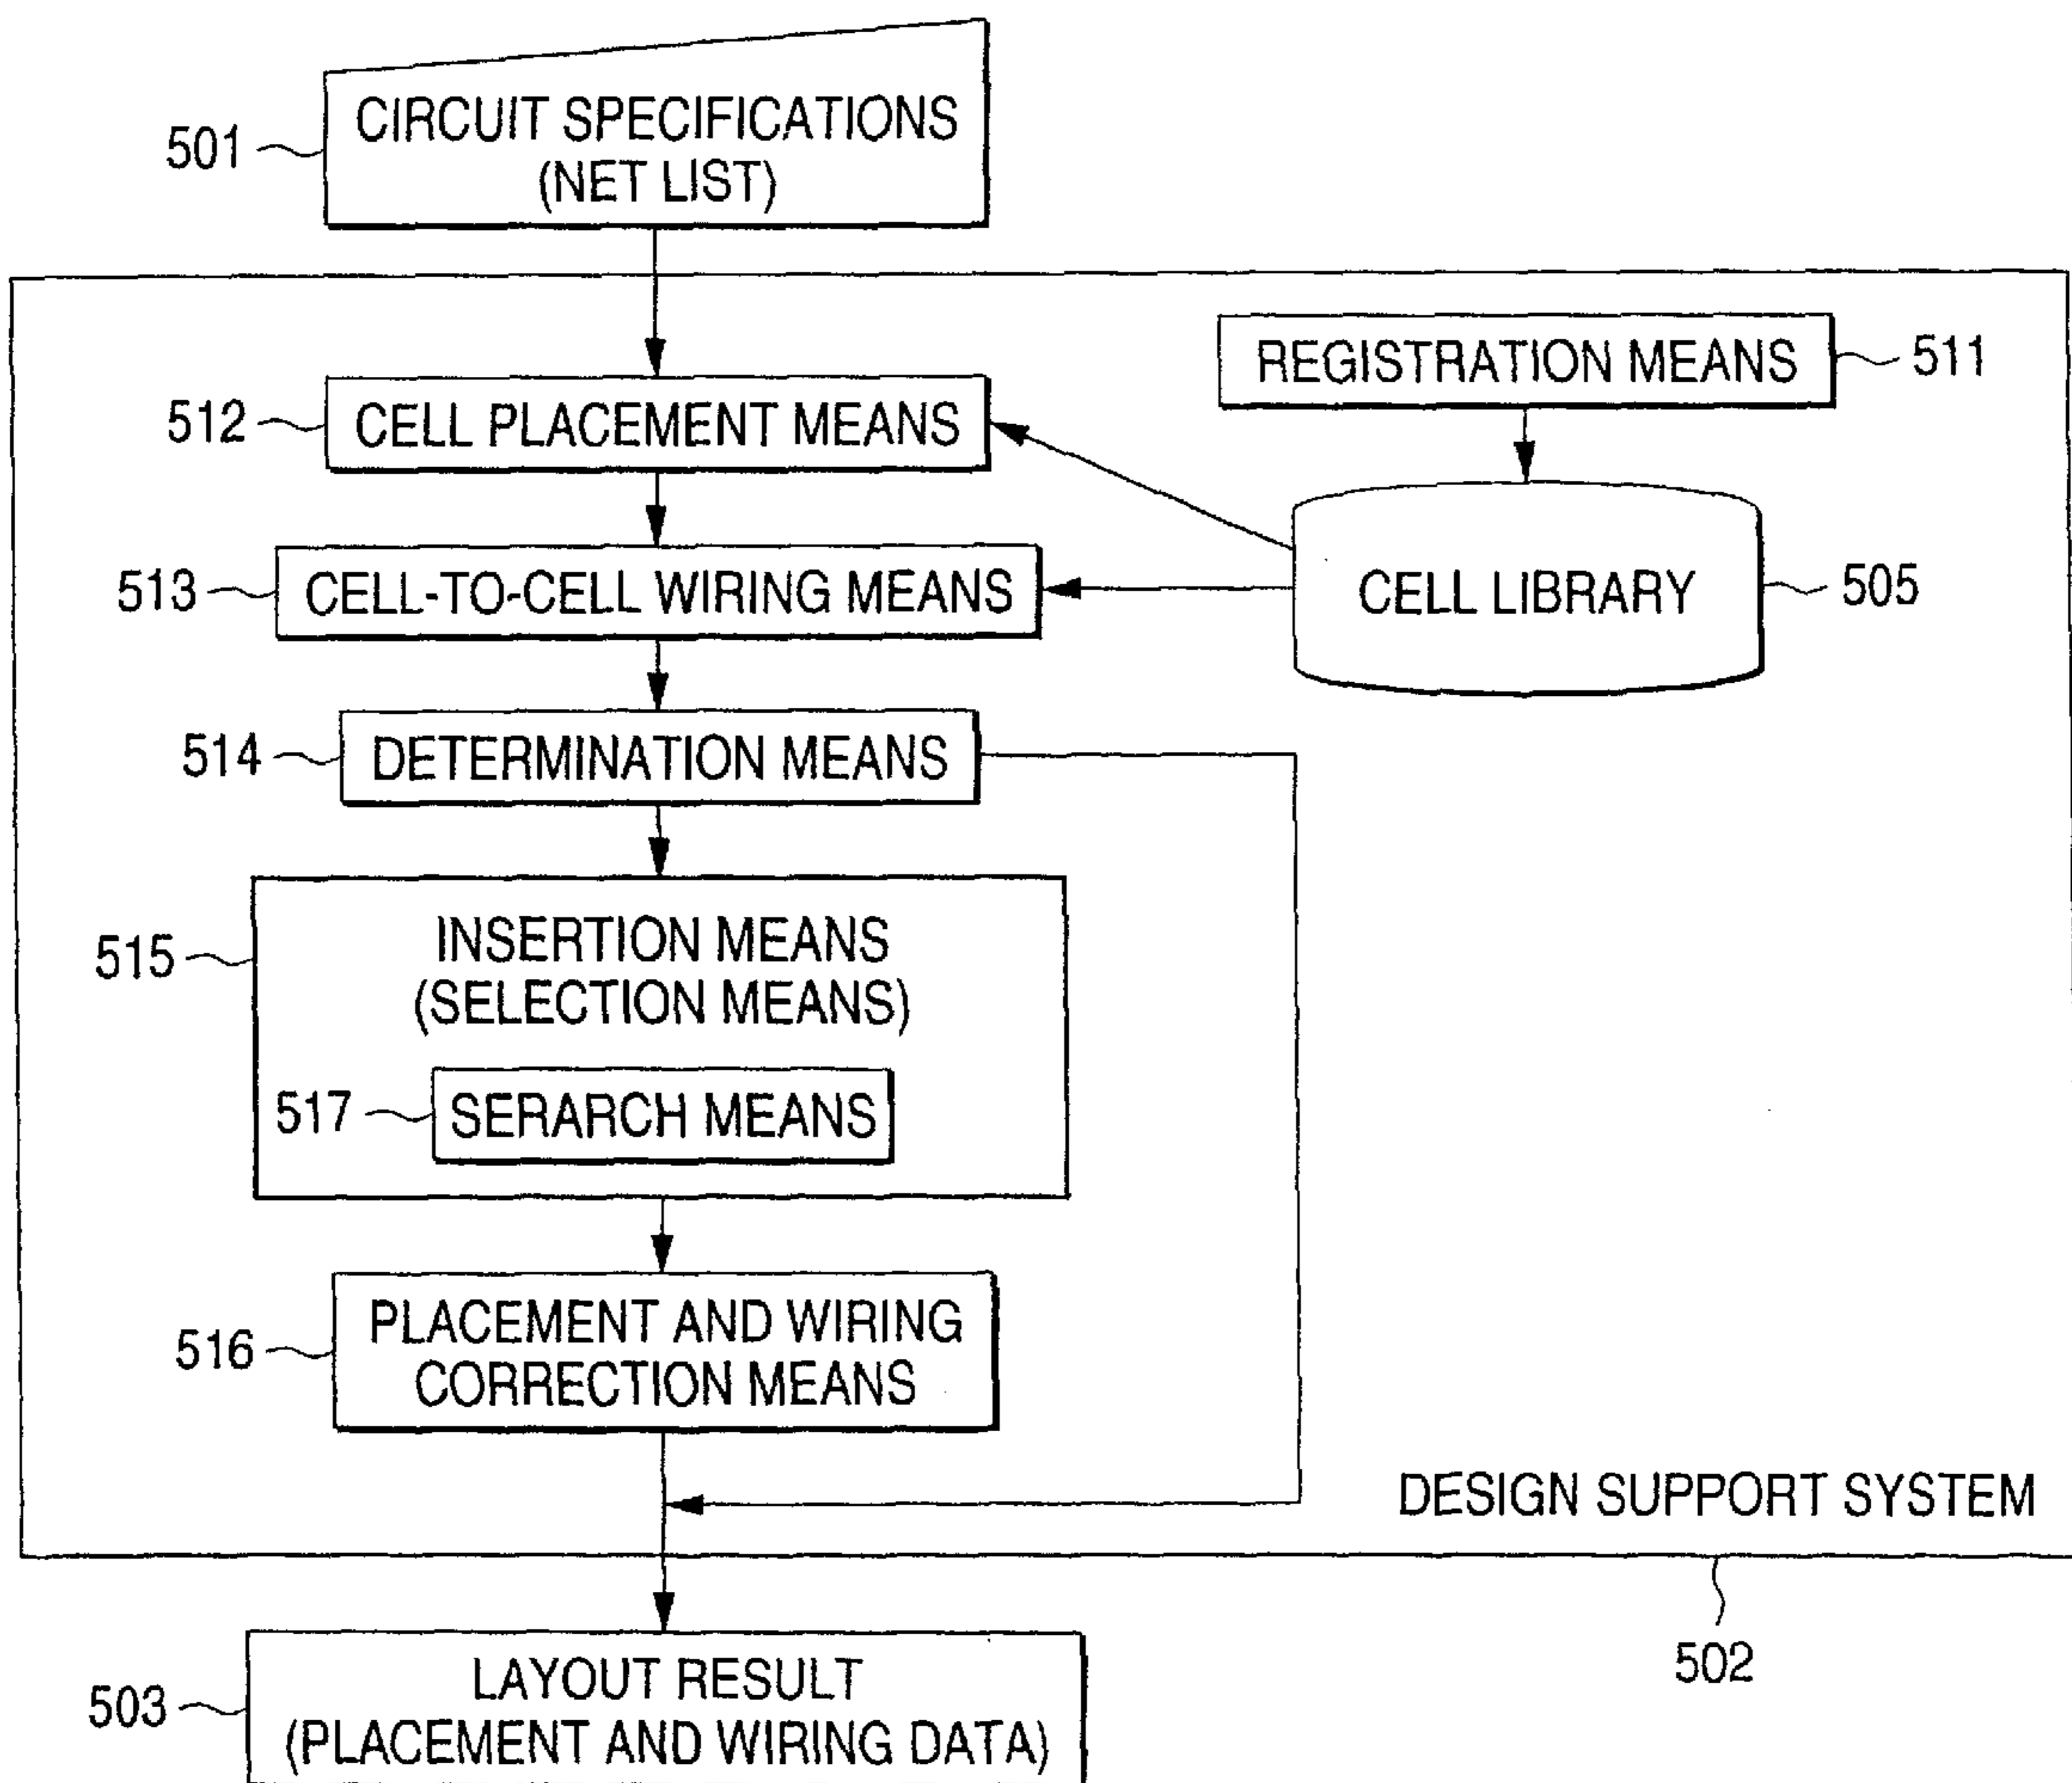 501
CIRCUIT SPECIFICATIONS
(NET LIST)
REGISTRATION MEANS
511
512
CELL PLACEMENT MEANS
513
CELL-TO-CELL WIRING MEANS
CELL LIBRARY
505
514
DETERMINATION MEANS
515
INSERTION MEANS
(SELECTION MEANS)
517
SERARCH MEANS
516
PLACEMENT AND WIRING
CORRECTION MEANS
DESIGN SUPPORT SYSTEM
502
503
LAYOUT RESULT
(PLACEMENT AND WIRING DATA)